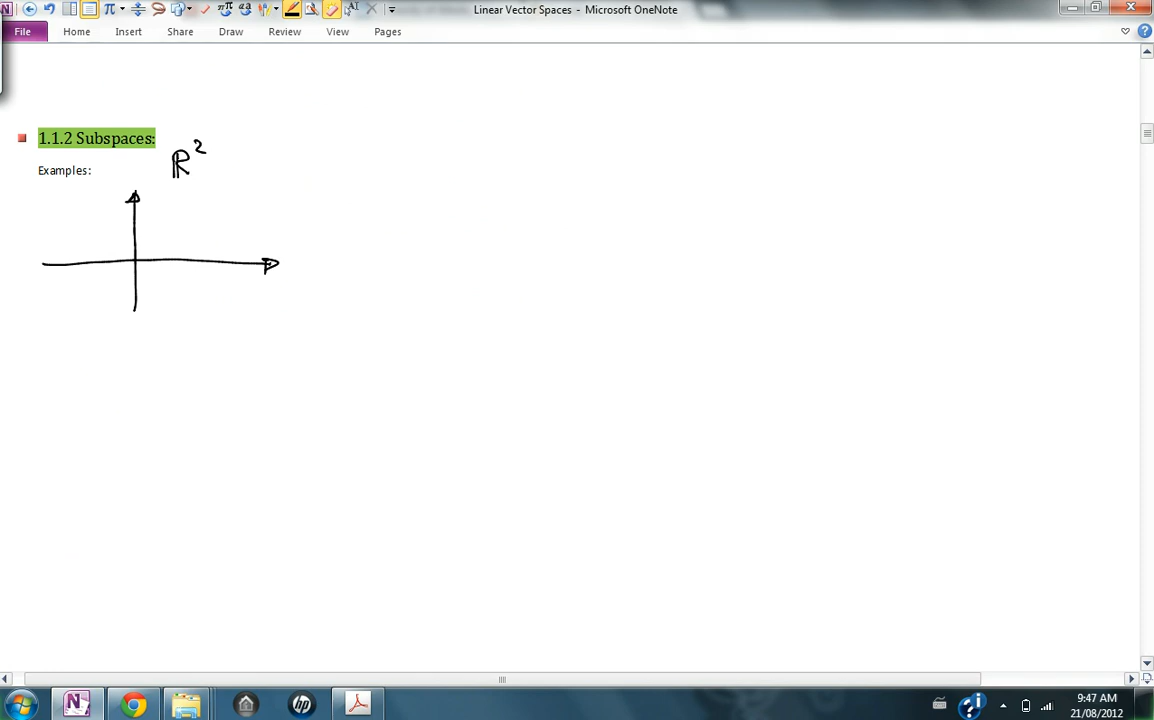 Linear Vector Spaces - Microsoft OneNote
File Home Insert Share Draw Review View Pages
1.1.2 Subspaces:
ℝ²
Examples:
9:47 AM
21/08/2012